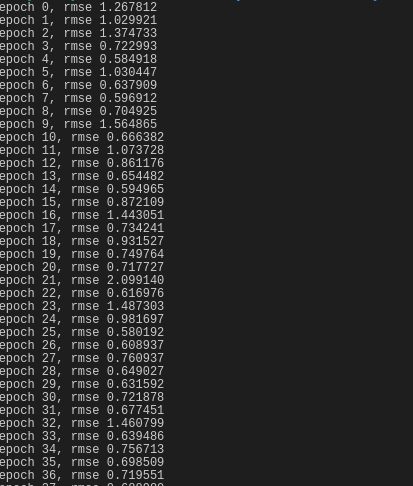 epoch 0, rmse 1.267812
epoch 1, rmse 1.029921
epoch 2, rmse 1.374733
epoch 3, rmse 0.722993
epoch 4, rmse 0.584918
epoch 5, rmse 1.030447
epoch 6, rmse 0.637909
epoch 7, rmse 0.596912
epoch 8, rmse 0.704925
epoch 9, rmse 1.564865
epoch 10, rmse 0.666382
epoch 11, rmse 1.073728
epoch 12, rmse 0.861176
epoch 13, rmse 0.654482
epoch 14, rmse 0.594965
epoch 15, rmse 0.872109
epoch 16, rmse 1.443051
epoch 17, rmse 0.734241
epoch 18, rmse 0.931527
epoch 19, rmse 0.749764
epoch 20, rmse 0.717727
epoch 21, rmse 2.099140
epoch 22, rmse 0.616976
epoch 23, rmse 1.487303
epoch 24, rmse 0.981697
epoch 25, rmse 0.580192
epoch 26, rmse 0.608937
epoch 27, rmse 0.760937
epoch 28, rmse 0.649027
epoch 29, rmse 0.631592
epoch 30, rmse 0.721878
epoch 31, rmse 0.677451
epoch 32, rmse 1.460799
epoch 33, rmse 0.639486
epoch 34, rmse 0.756713
epoch 35, rmse 0.698509
epoch 36, rmse 0.719551